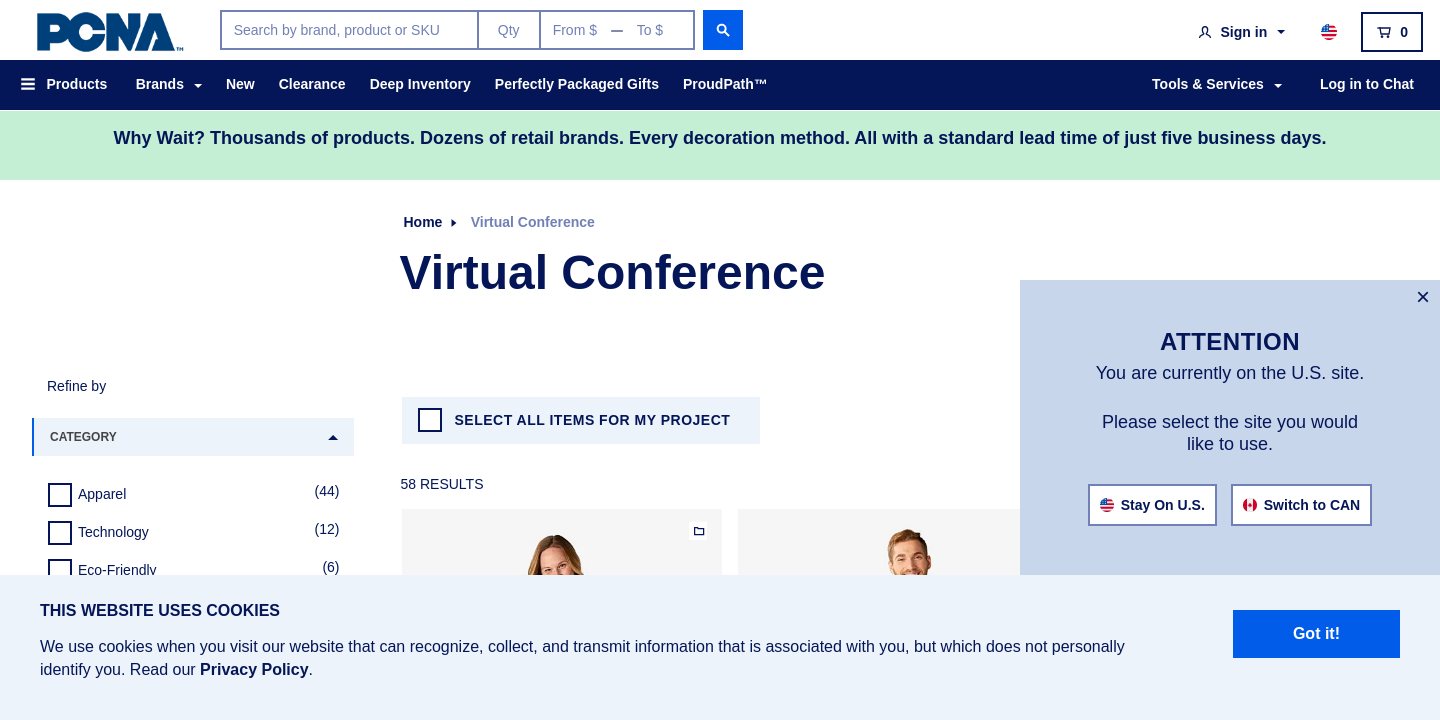 PCNA™
Search by brand, product or SKU Qty From $ — To $
Sign in 0
Products Brands New Clearance Deep Inventory Perfectly Packaged Gifts ProudPath™ Tools & Services Log in to Chat
Why Wait? Thousands of products. Dozens of retail brands. Every decoration method. All with a standard lead time of just five business days.
Home Virtual Conference
Virtual Conference
Refine by
CATEGORY
Apparel (44)
Technology (12)
Eco-Friendly (6)
SELECT ALL ITEMS FOR MY PROJECT
58 RESULTS
×
ATTENTION
You are currently on the U.S. site.
Please select the site you would
like to use.
Stay On U.S. Switch to CAN
THIS WEBSITE USES COOKIES
We use cookies when you visit our website that can recognize, collect, and transmit information that is associated with you, but which does not personally
identify you. Read our Privacy Policy.
Got it!